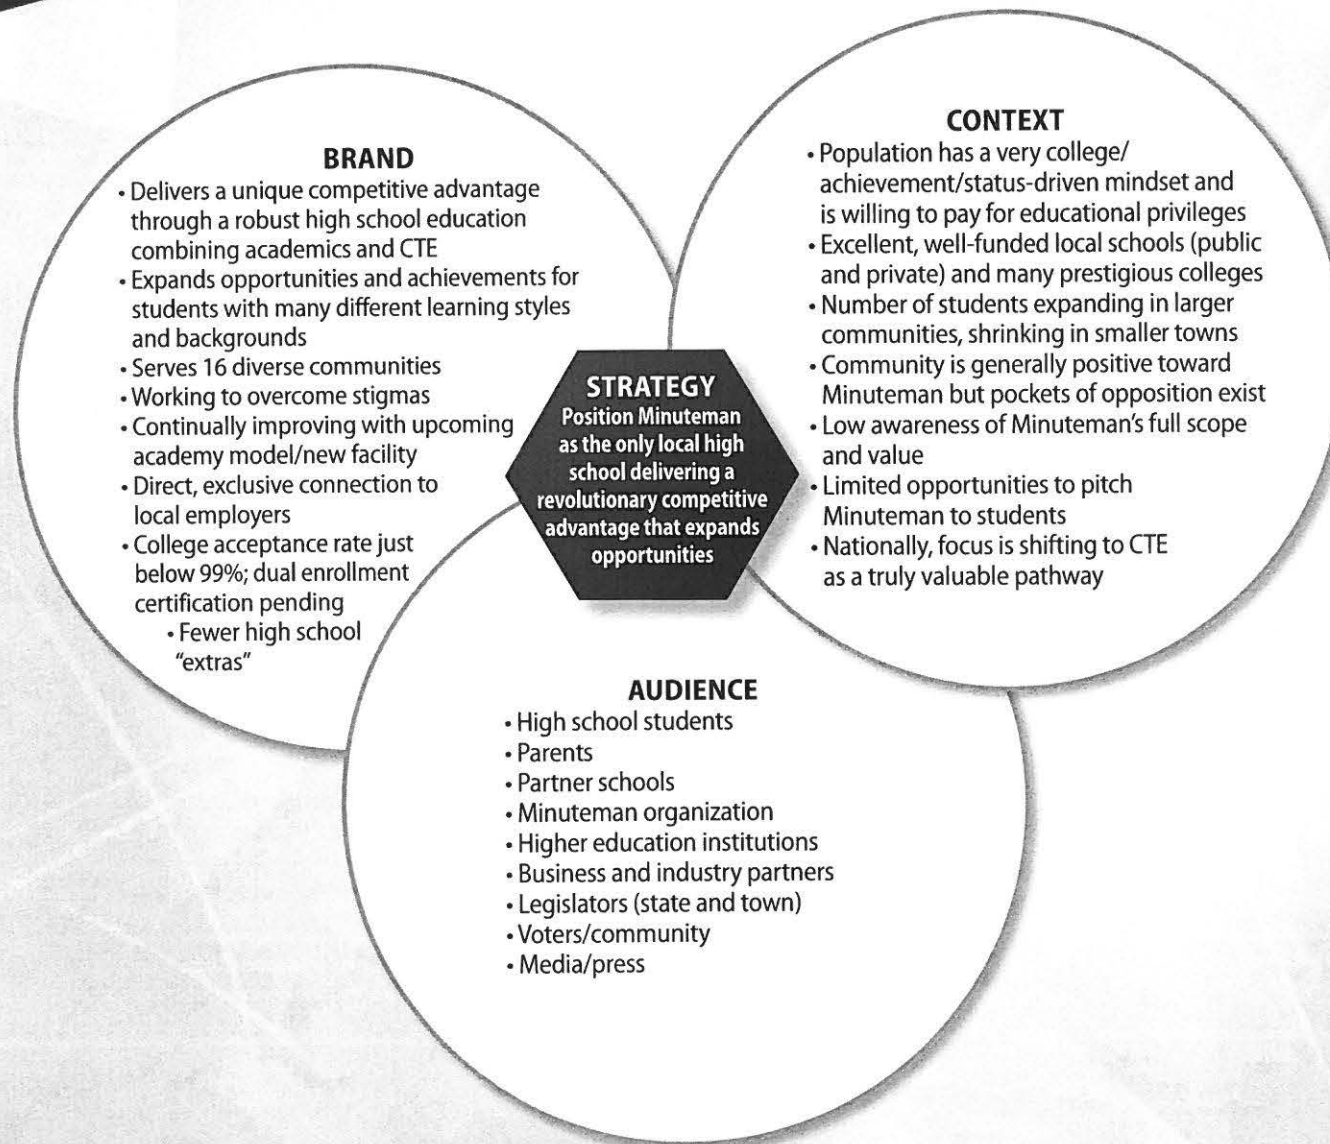 BRAND
• Delivers a unique competitive advantage
through a robust high school education
combining academics and CTE
• Expands opportunities and achievements for
students with many different learning styles
and backgrounds
• Serves 16 diverse communities
• Working to overcome stigmas
• Continually improving with upcoming
academy model/new facility
• Direct, exclusive connection to
local employers
• College acceptance rate just
below 99%; dual enrollment
certification pending
• Fewer high school
"extras"
CONTEXT
• Population has a very college/
achievement/status-driven mindset and
is willing to pay for educational privileges
• Excellent, well-funded local schools (public
and private) and many prestigious colleges
• Number of students expanding in larger
communities, shrinking in smaller towns
• Community is generally positive toward
Minuteman but pockets of opposition exist
• Low awareness of Minuteman's full scope
and value
• Limited opportunities to pitch
Minuteman to students
• Nationally, focus is shifting to CTE
as a truly valuable pathway
STRATEGY
Position Minuteman
as the only local high
school delivering a
revolutionary competitive
advantage that expands
opportunities
AUDIENCE
• High school students
• Parents
• Partner schools
• Minuteman organization
• Higher education institutions
• Business and industry partners
• Legislators (state and town)
• Voters/community
• Media/press